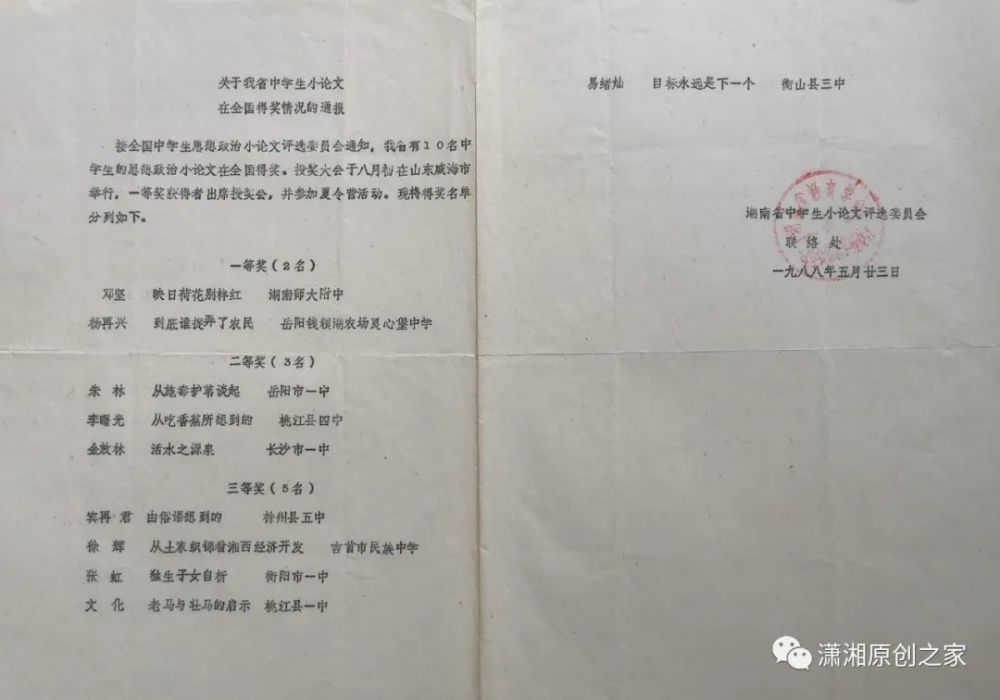 关于我省中学生小论文
在全国得奖情况的通报
接全国中学生思想政治小论文评选委员会通知，我省有10名中
学生的思想政治小论文在全国得奖。授奖大会于八月初在山东威海市
举行，一等奖获得者出席授奖会，并参加夏令营活动。现将得奖名单
分列如下。
一等奖（2名）
邓坚 映日荷花别样红 湖南师大附中
杨再兴 到底谁捉弄了农民 岳阳钱粮湖农场良心堡中学
二等奖（3名）
朱林 从施毒护苇谈起 岳阳市一中
李曙光 从吃香蕉所想到的 桃江县四中
金放林 活水之源泉 长沙市一中
三等奖（5名）
宾再君 由俗语想到的 州县五中
徐辉 从土家织锦看湘西经济开发 吉首市民族中学
张虹 独生子女自析 衡阳市一中
文化 老马与壮马的启示 桃江县一中
易绪灿 目标永远是下一个 衡山县三中
湖南省中学生小论文评选委员会
联络处
一九八八年五月廿三日
潇湘原创之家